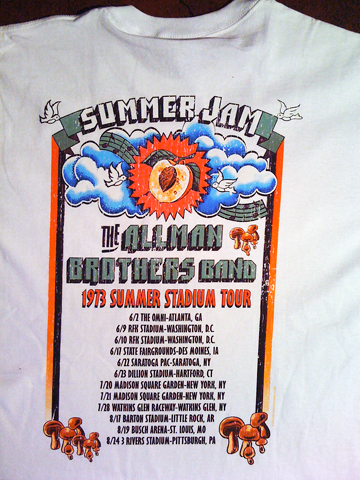 SUMMER JAM
THE ALLMAN
BROTHERS BAND
1973 SUMMER STADIUM TOUR
6/2 THE OMNI-ATLANTA, GA
6/9 RFK STADIUM-WASHINGTON, D.C.
6/10 RFK STADIUM-WASHINGTON, D.C.
6/17 STATE FAIRGROUNDS-DES MOINES, IA
6/22 SARATOGA PAC-SARATOGA, NY
6/23 DILLION STADIUM-HARTFORD, CT
7/20 MADISON SQUARE GARDEN-NEW YORK, NY
7/21 MADISON SQUARE GARDEN-NEW YORK, NY
7/28 WATKINS GLEN RACEWAY-WATKINS GLEN, NY
8/17 BARTON STADIUM-LITTLE ROCK, AR
8/19 BUSCH ARENA-ST. LOUIS, MO
8/24 3 RIVERS STADIUM-PITTSBURGH, PA